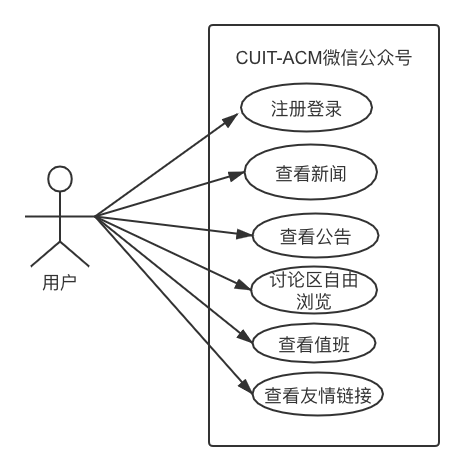 CUIT-ACM微信公众号
注册登录
查看新闻
查看公告
讨论区自由
浏览
用户
查看值班
查看友情链接